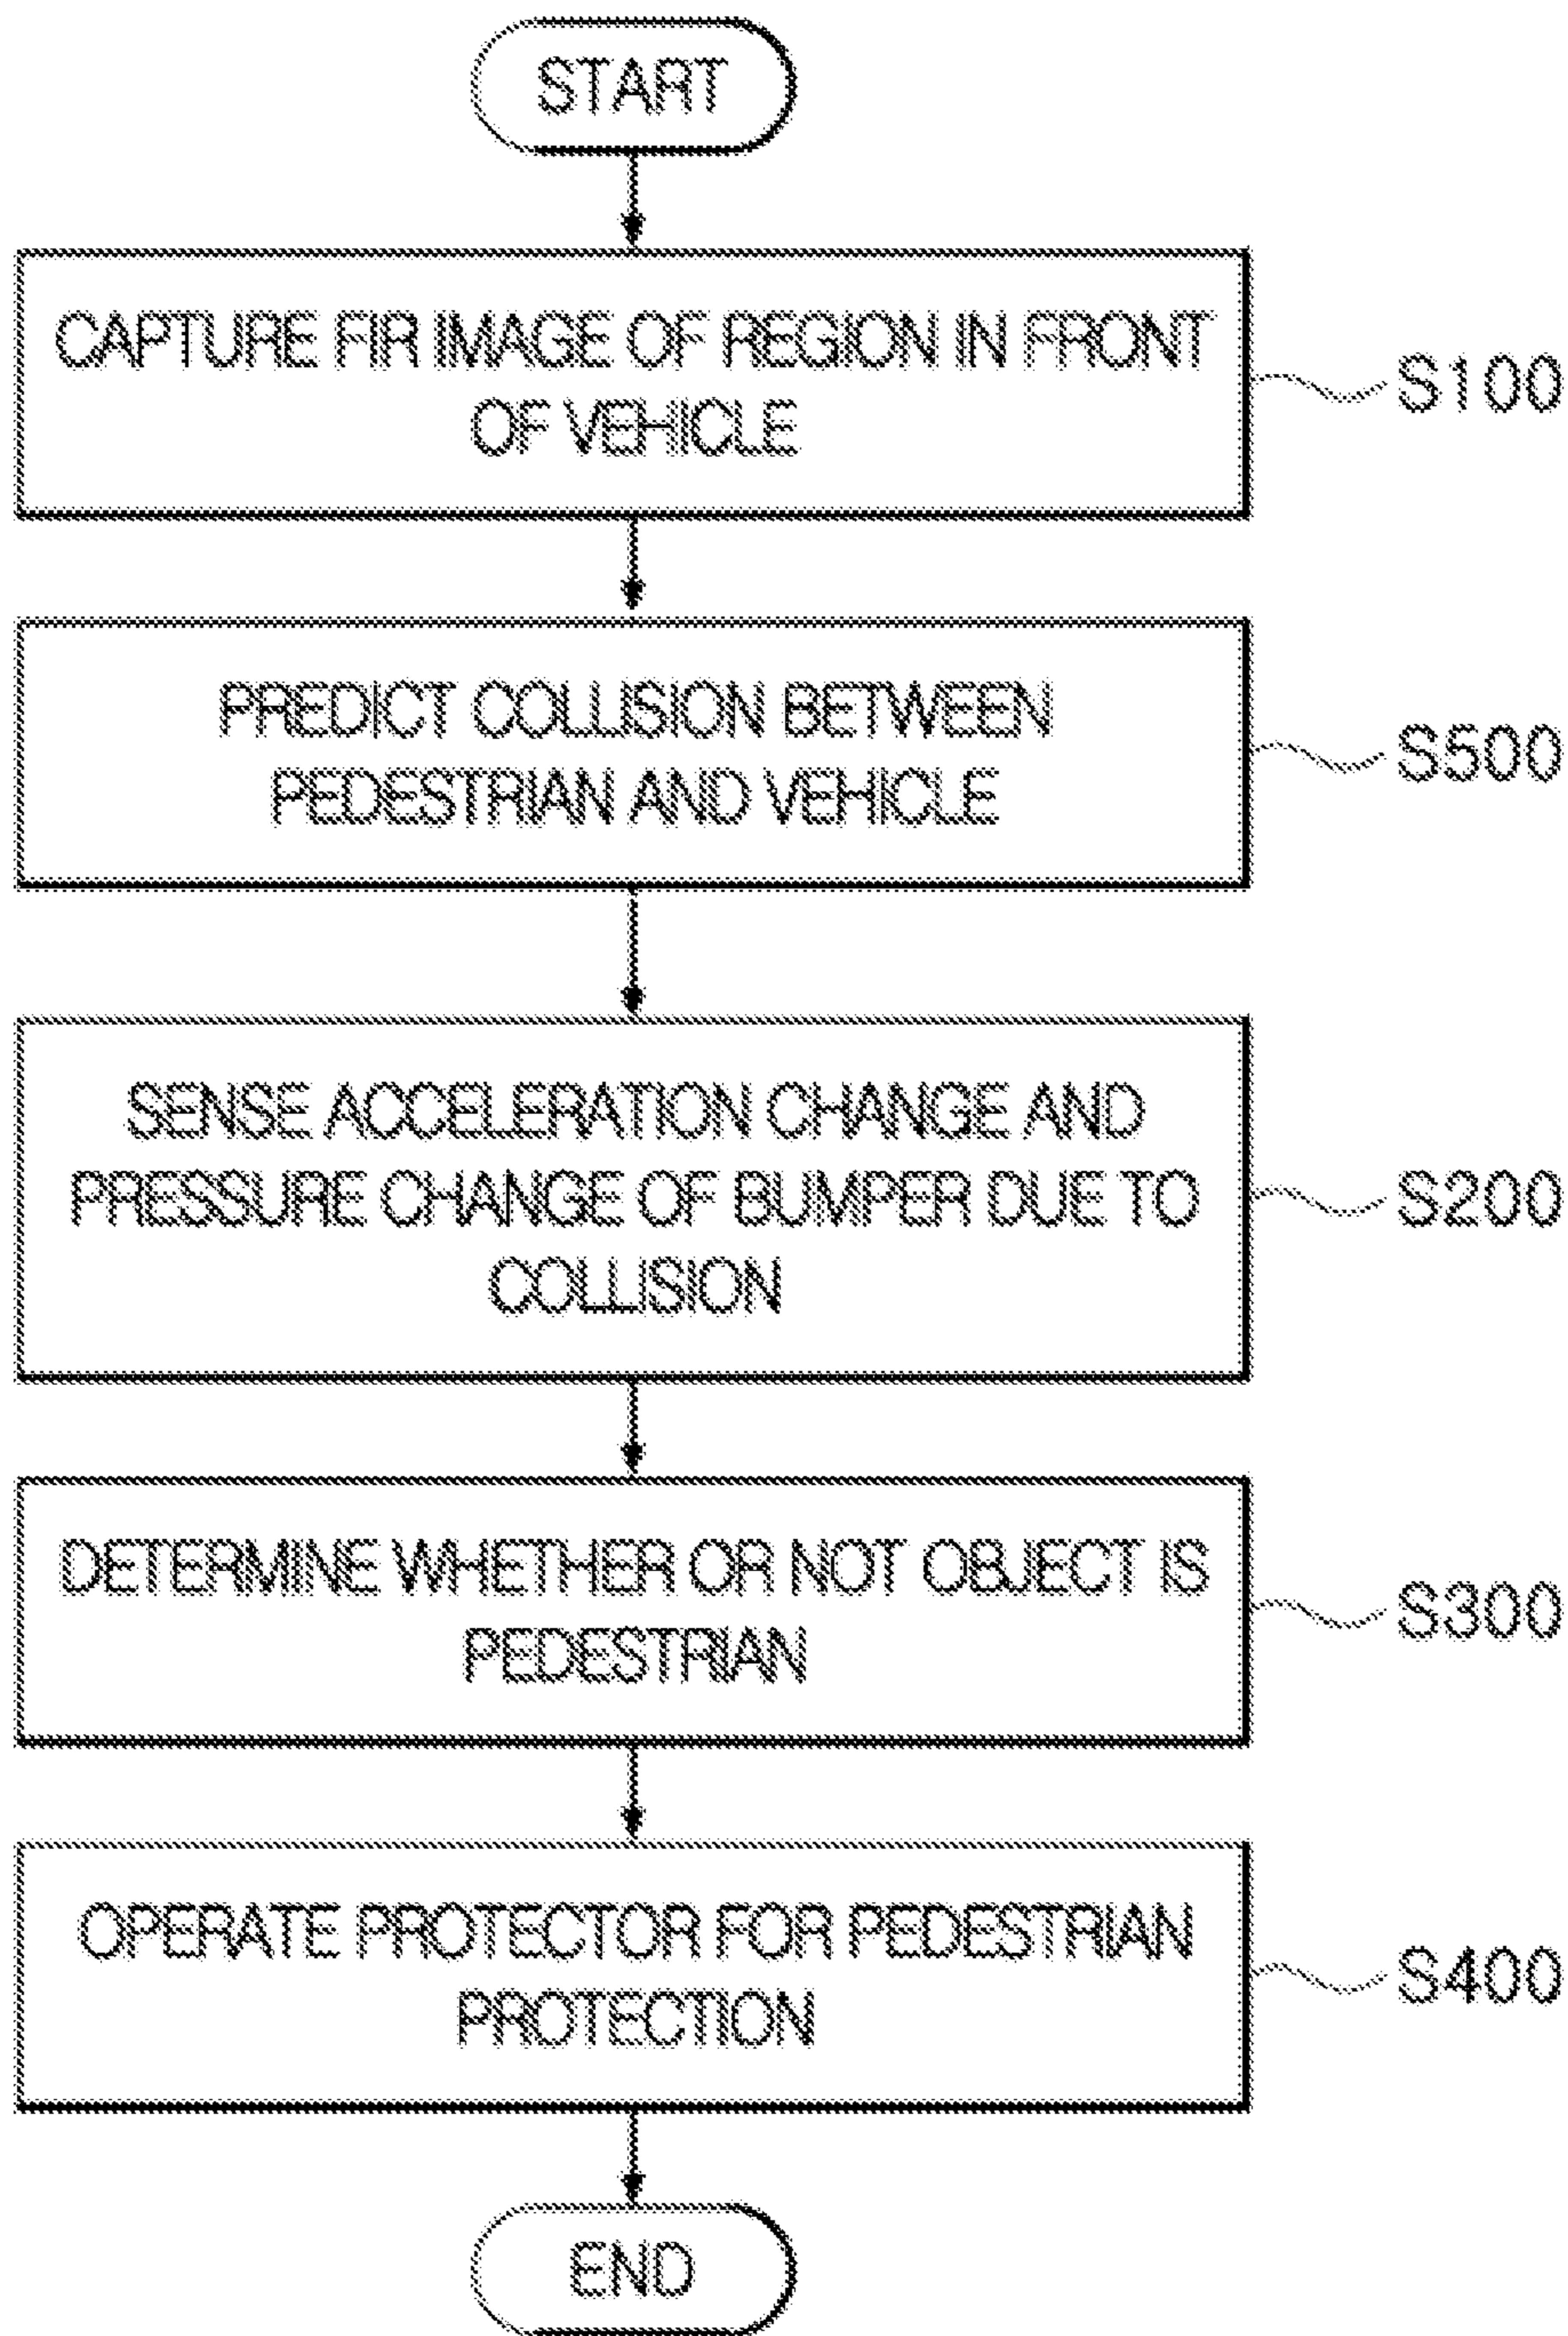 START
CAPTURE FIR IMAGE OF REGION IN FRONT
OF VEHICLE
S100
PREDICT COLLISION BETWEEN
PEDESTRIAN AND VEHICLE
S500
SENSE ACCELERATION CHANGE AND
PRESSURE CHANGE OF BUMPER DUE TO
COLLISION
S200
DETERMINE WHETHER OR NOT OBJECT IS
PEDESTRIAN
S300
OPERATE PROTECTOR FOR PEDESTRIAN
PROTECTION
S400
END